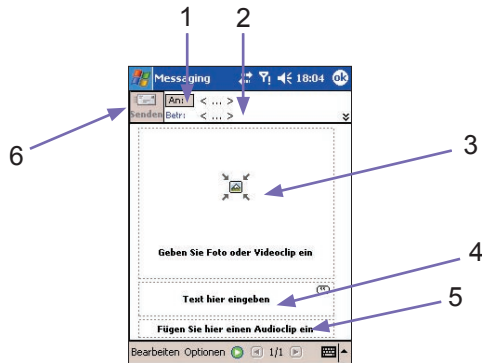 1
2
Messaging 18:04 ok
An: < ... >
Senden Betr: < ... >
6
3
Geben Sie Foto oder Videoclip ein
4
Text hier eingeben
5
Fügen Sie hier einen Audioclip ein
Bearbeiten Optionen 1/1